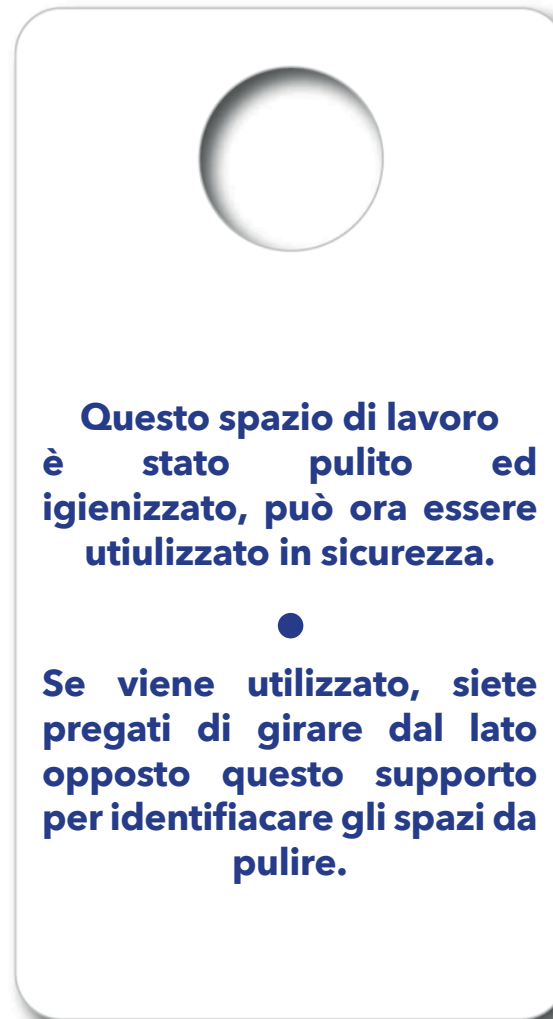 Questo spazio di lavoro
è stato pulito ed
igienizzato, può ora essere
utiulizzato in sicurezza.
●
Se viene utilizzato, siete
pregati di girare dal lato
opposto questo supporto
per identifiacare gli spazi da
pulire.